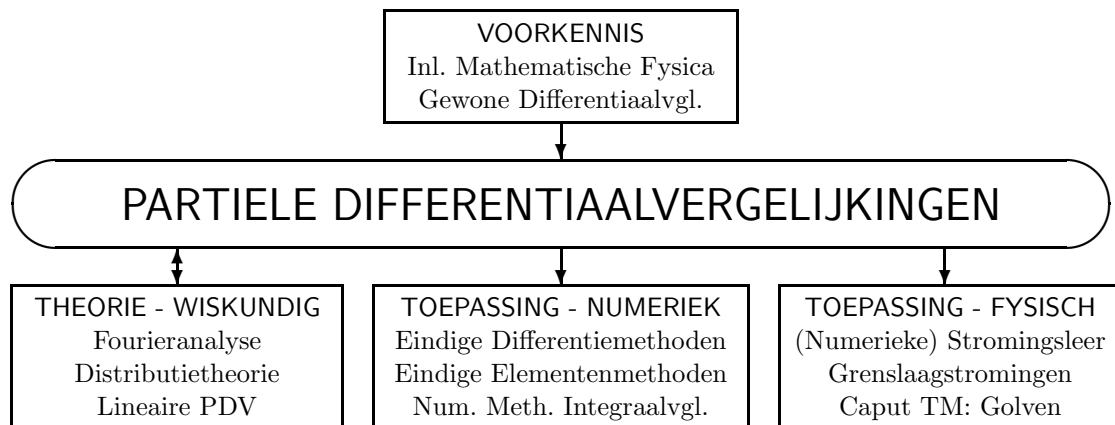 VOORKENNIS
Inl. Mathematische Fysica
Gewone Differentiaalvgl.
PARTIELE DIFFERENTIAALVERGELIJKINGEN
THEORIE - WISKUNDIG
Fourieranalyse
Distributietheorie
Lineaire PDV
TOEPASSING - NUMERIEK
Eindige Differentiemethoden
Eindige Elementenmethoden
Num. Meth. Integraalvgl.
TOEPASSING - FYSISCH
(Numerieke) Stromingsleer
Grenslaagstromingen
Caput TM: Golven